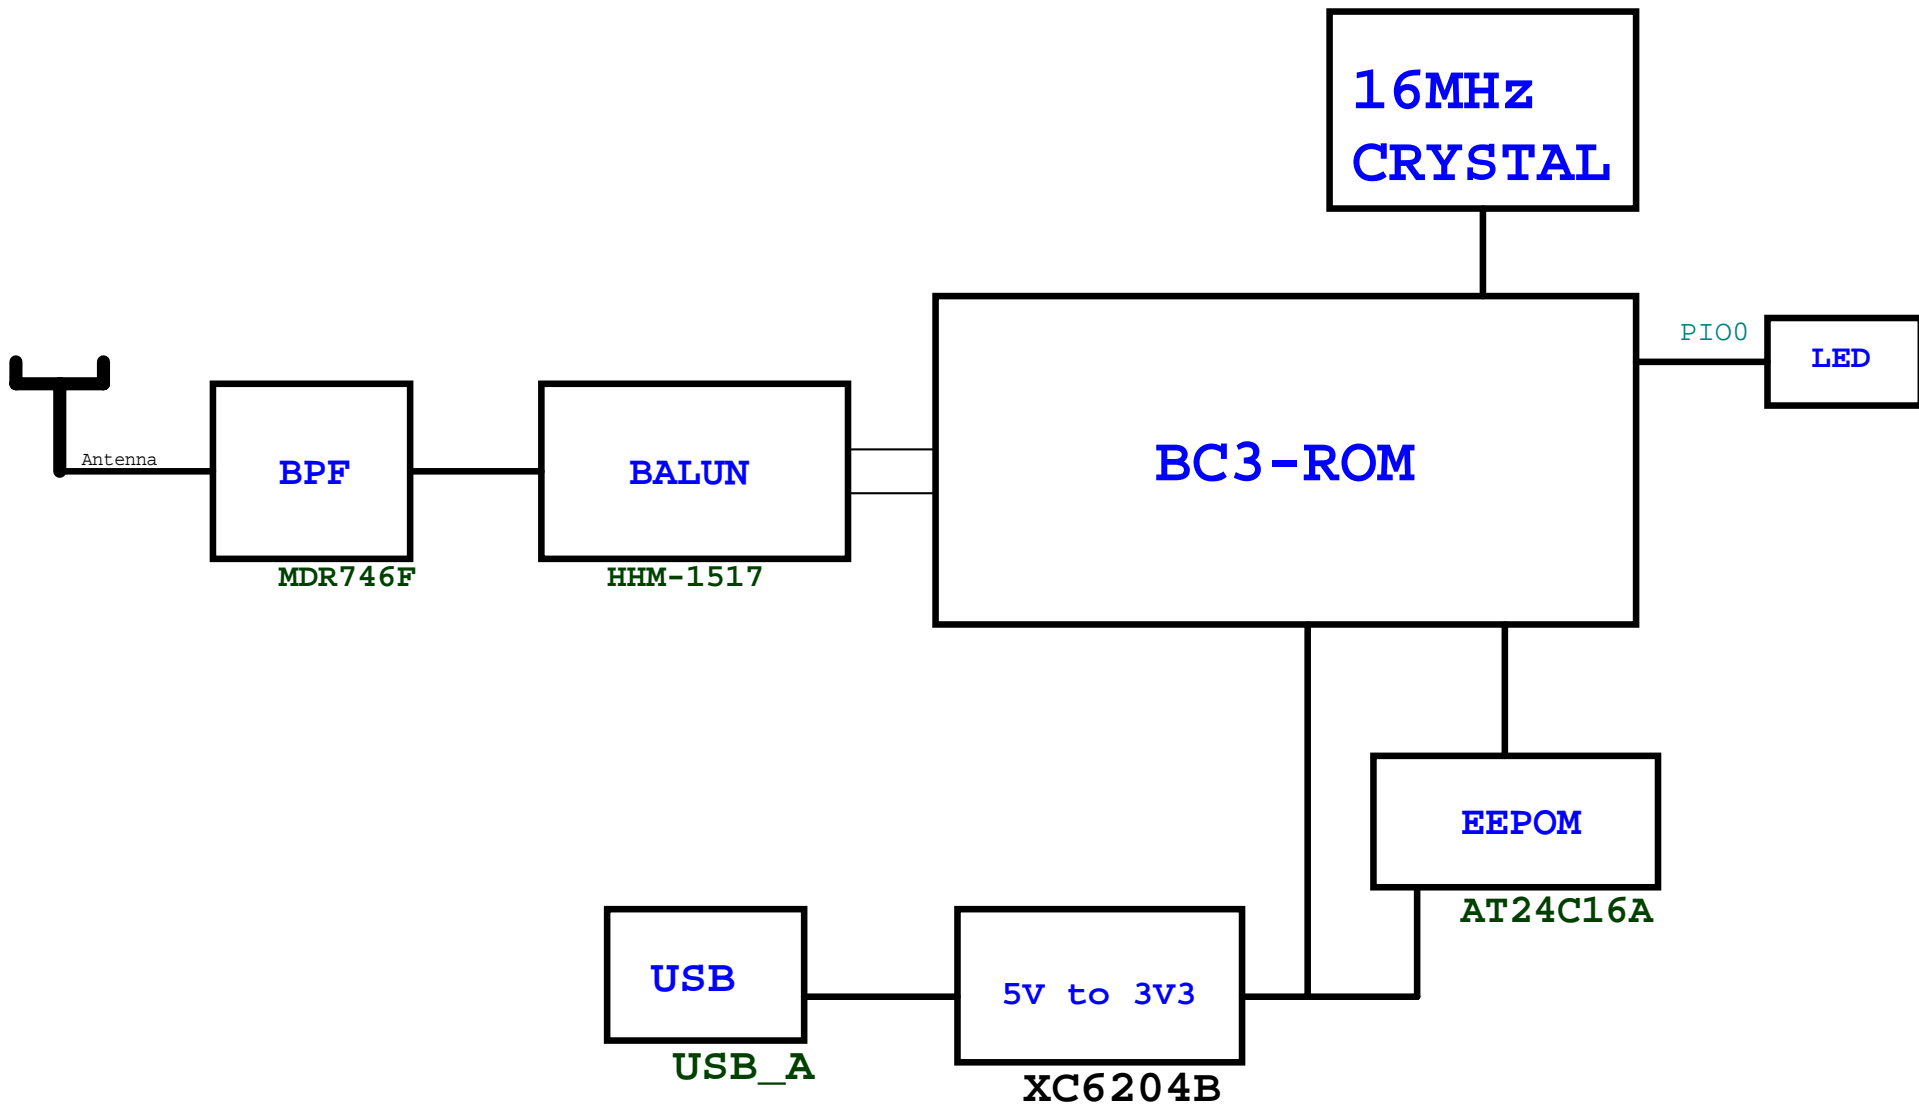 16MHz
CRYSTAL
PIO0
LED
Antenna
BPF
BALUN
BC3-ROM
MDR746F
HHM-1517
EEPOM
AT24C16A
USB
5V to 3V3
USB_A
XC6204B